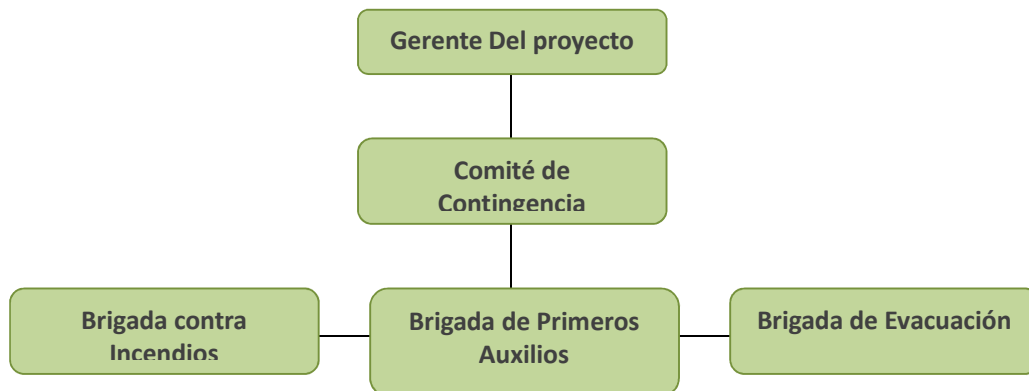 Gerente Del proyecto
Comité de
Contingencia
Brigada contra
Incendios
Brigada de Primeros
Auxilios
Brigada de Evacuación